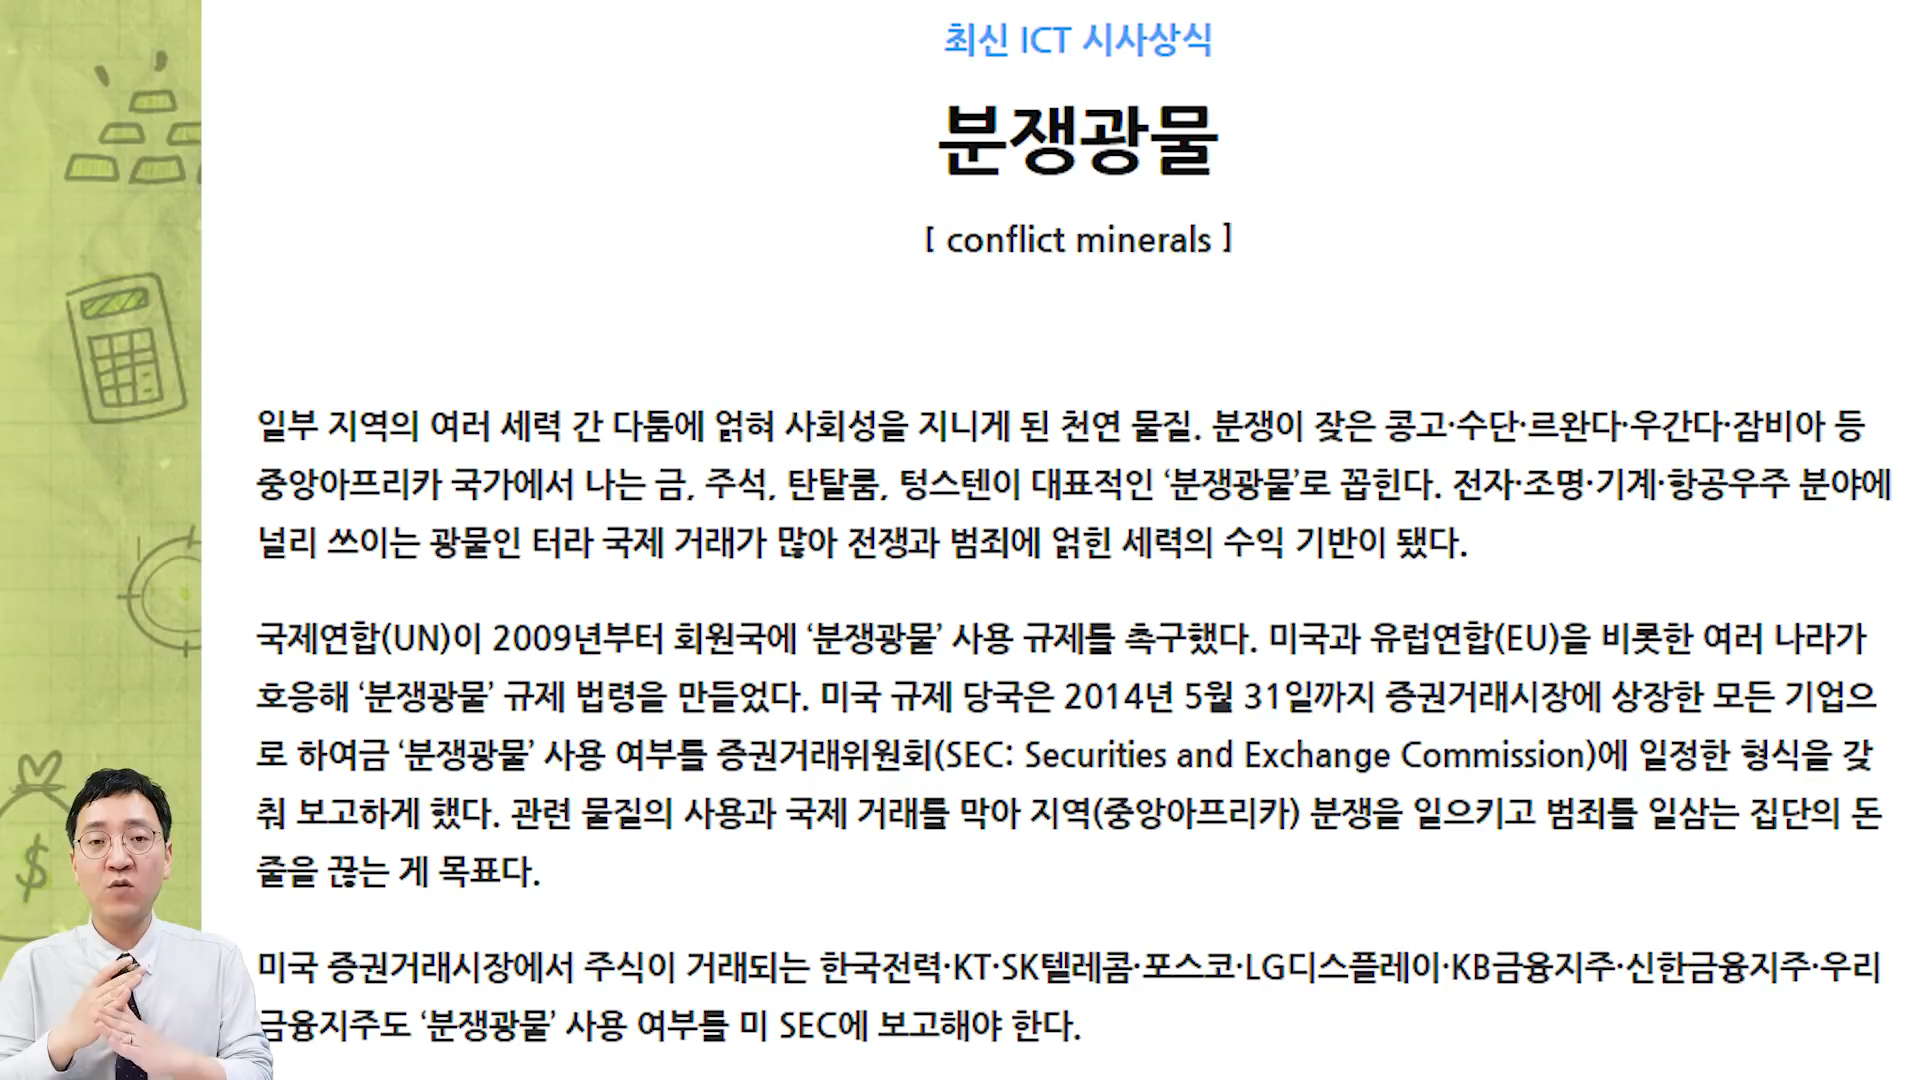 최신 ICT 시사상식
분쟁광물
[ conflict minerals ]
일부 지역의 여러 세력 간 다툼에 얽혀 사회성을 지니게 된 천연 물질. 분쟁이 잦은 콩고·수단·르완다·우간다·잠비아 등
중앙아프리카 국가에서 나는 금, 주석, 탄탈룸, 텅스텐이 대표적인 ‘분쟁광물’로 꼽힌다. 전자·조명·기계·항공우주 분야에
널리 쓰이는 광물인 터라 국제 거래가 많아 전쟁과 범죄에 얽힌 세력의 수익 기반이 됐다.
국제연합(UN)이 2009년부터 회원국에 ‘분쟁광물’ 사용 규제를 촉구했다. 미국과 유럽연합(EU)을 비롯한 여러 나라가
호응해 ‘분쟁광물’ 규제 법령을 만들었다. 미국 규제 당국은 2014년 5월 31일까지 증권거래시장에 상장한 모든 기업으
로 하여금 ‘분쟁광물’ 사용 여부를 증권거래위원회(SEC: Securities and Exchange Commission)에 일정한 형식을 갖
춰 보고하게 했다. 관련 물질의 사용과 국제 거래를 막아 지역(중앙아프리카) 분쟁을 일으키고 범죄를 일삼는 집단의 돈
줄을 끊는 게 목표다.
미국 증권거래시장에서 주식이 거래되는 한국전력·KT·SK텔레콤·포스코·LG디스플레이·KB금융지주·신한금융지주·우리
금융지주도 ‘분쟁광물’ 사용 여부를 미 SEC에 보고해야 한다.
$